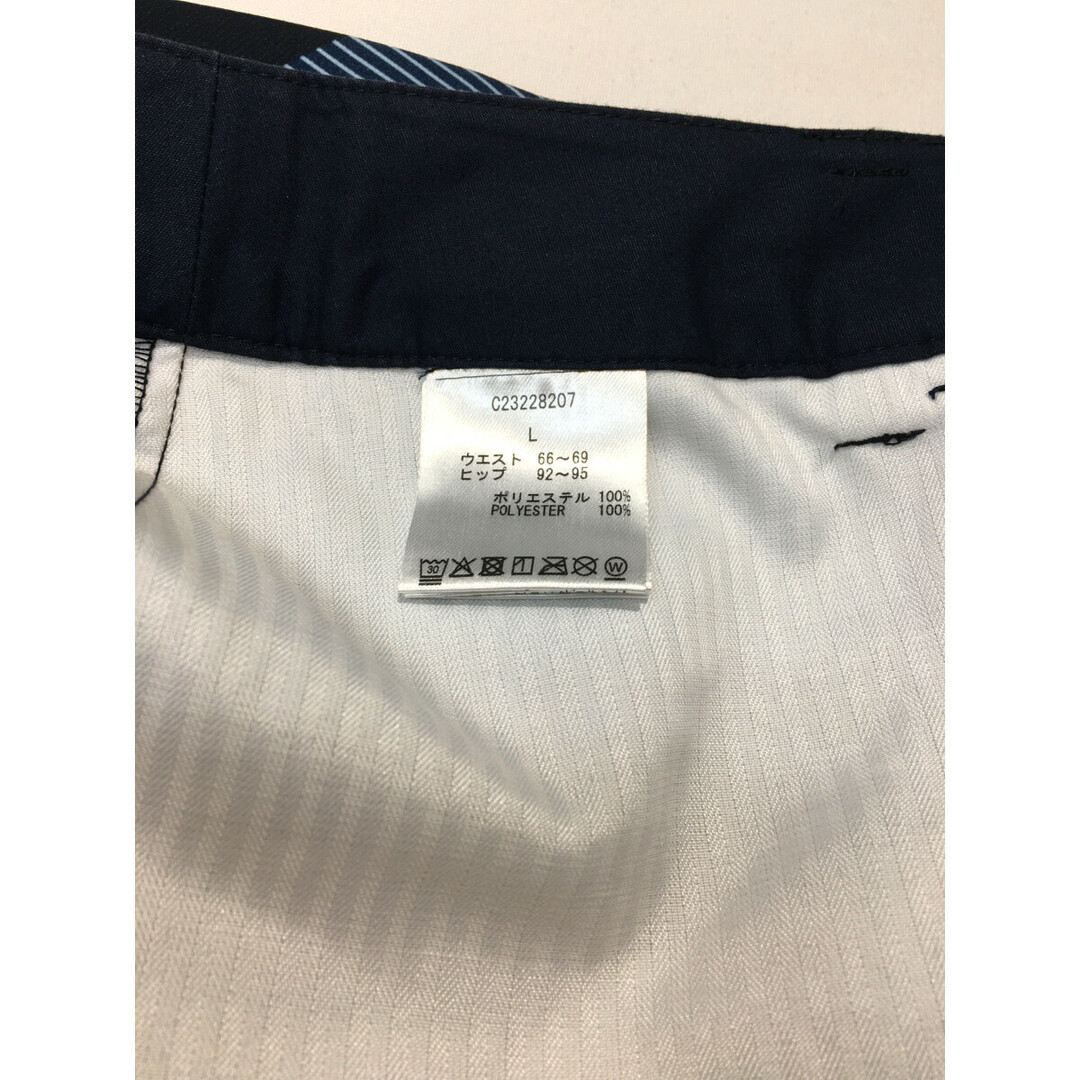 C23228207
L
ウエスト 66～69
ヒップ 92～95
ポリエステル 100%
POLYESTER 100%
30 W